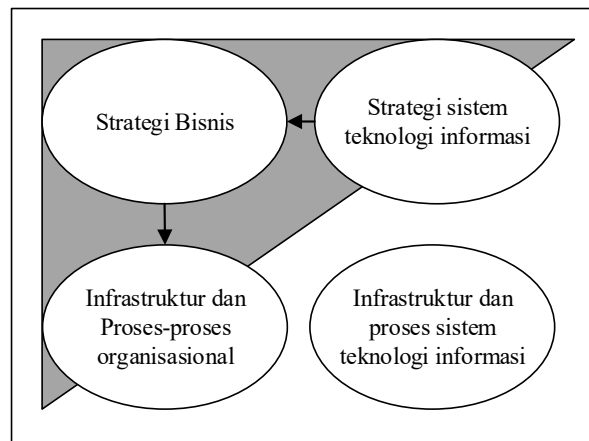 Strategi Bisnis
Strategi sistem
teknologi informasi
Infrastruktur dan
Proses-proses
organisasional
Infrastruktur dan
proses sistem
teknologi informasi